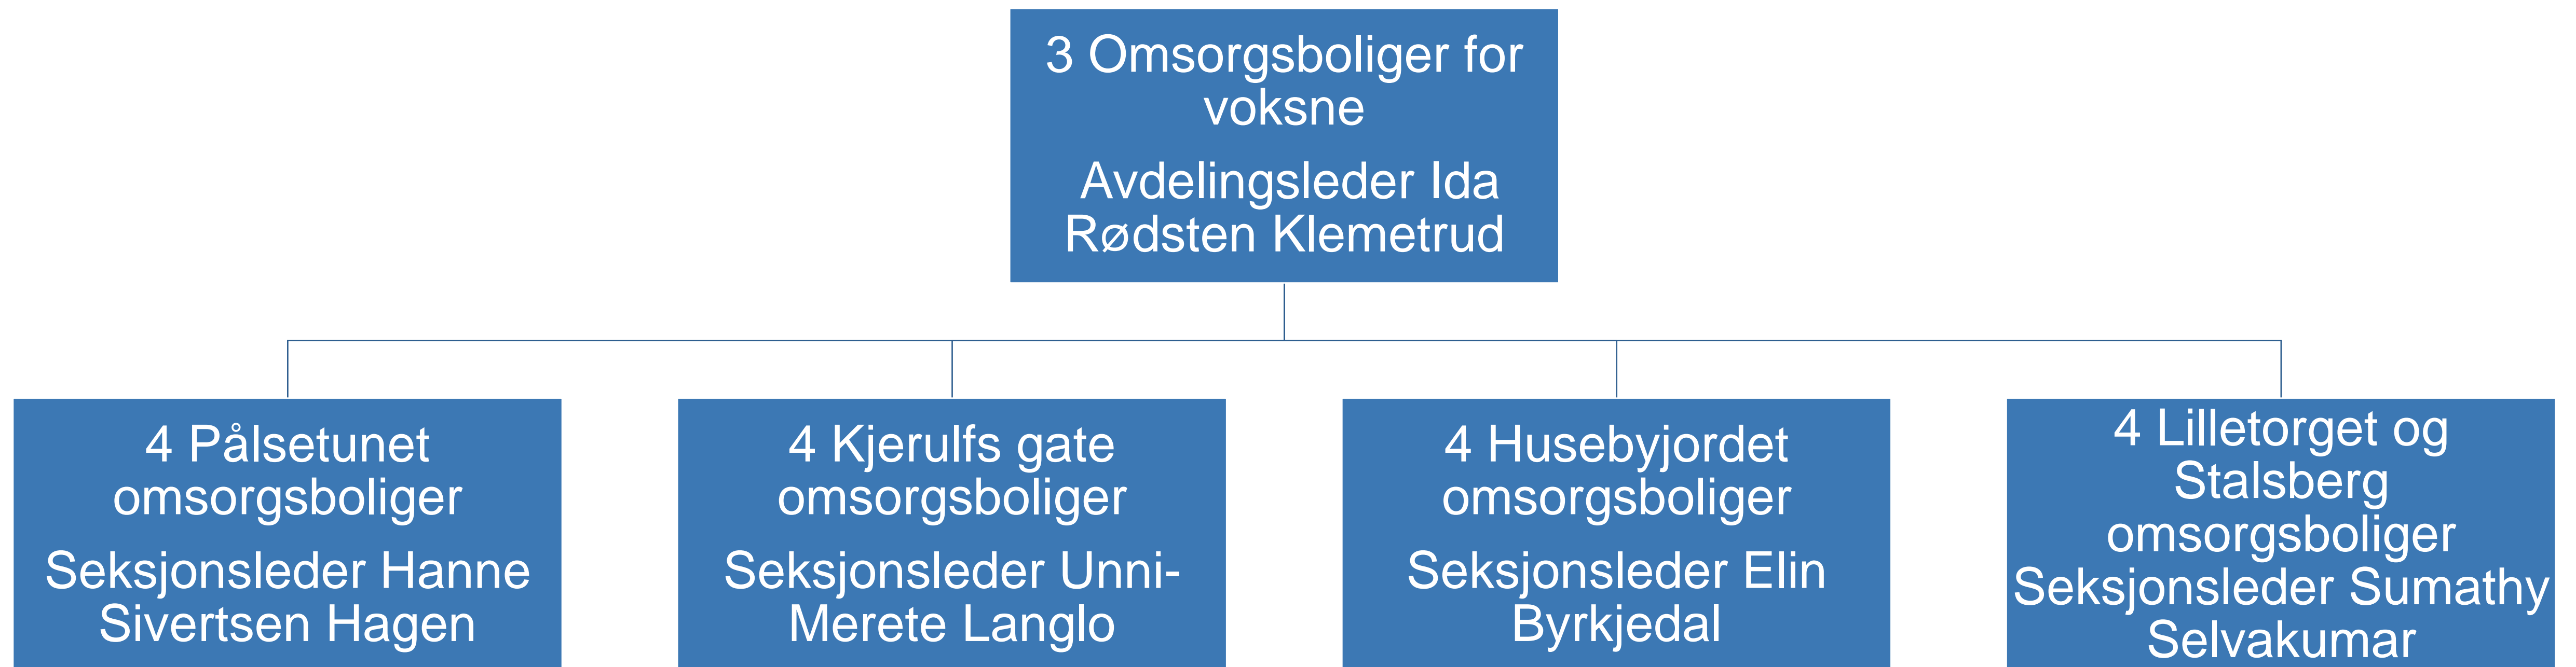 3 Omsorgsboliger for
voksne
Avdelingsleder Ida
Rødsten Klemetrud
4 Pålsetunet
omsorgsboliger
Seksjonsleder Hanne
Sivertsen Hagen
4 Kjerulfs gate
omsorgsboliger
Seksjonsleder Unni-
Merete Langlo
4 Husebyjordet
omsorgsboliger
Seksjonsleder Elin
Byrkjedal
4 Lilletorget og
Stalsberg
omsorgsboliger
Seksjonsleder Sumathy
Selvakumar